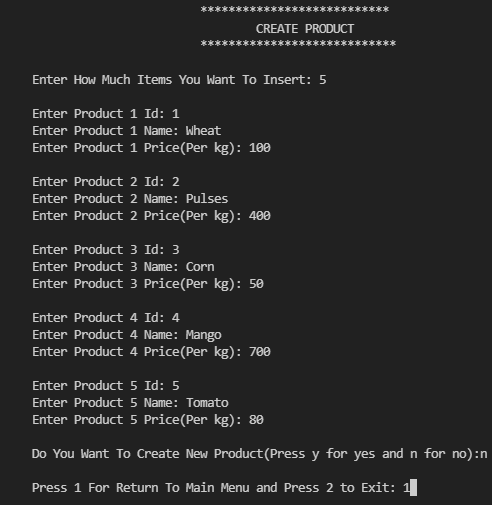 ***************************
CREATE PRODUCT
****************************
Enter How Much Items You Want To Insert: 5
Enter Product 1 Id: 1
Enter Product 1 Name: Wheat
Enter Product 1 Price(Per kg): 100
Enter Product 2 Id: 2
Enter Product 2 Name: Pulses
Enter Product 2 Price(Per kg): 400
Enter Product 3 Id: 3
Enter Product 3 Name: Corn
Enter Product 3 Price(Per kg): 50
Enter Product 4 Id: 4
Enter Product 4 Name: Mango
Enter Product 4 Price(Per kg): 700
Enter Product 5 Id: 5
Enter Product 5 Name: Tomato
Enter Product 5 Price(Per kg): 80
Do You Want To Create New Product(Press y for yes and n for no):n
Press 1 For Return To Main Menu and Press 2 to Exit: 1